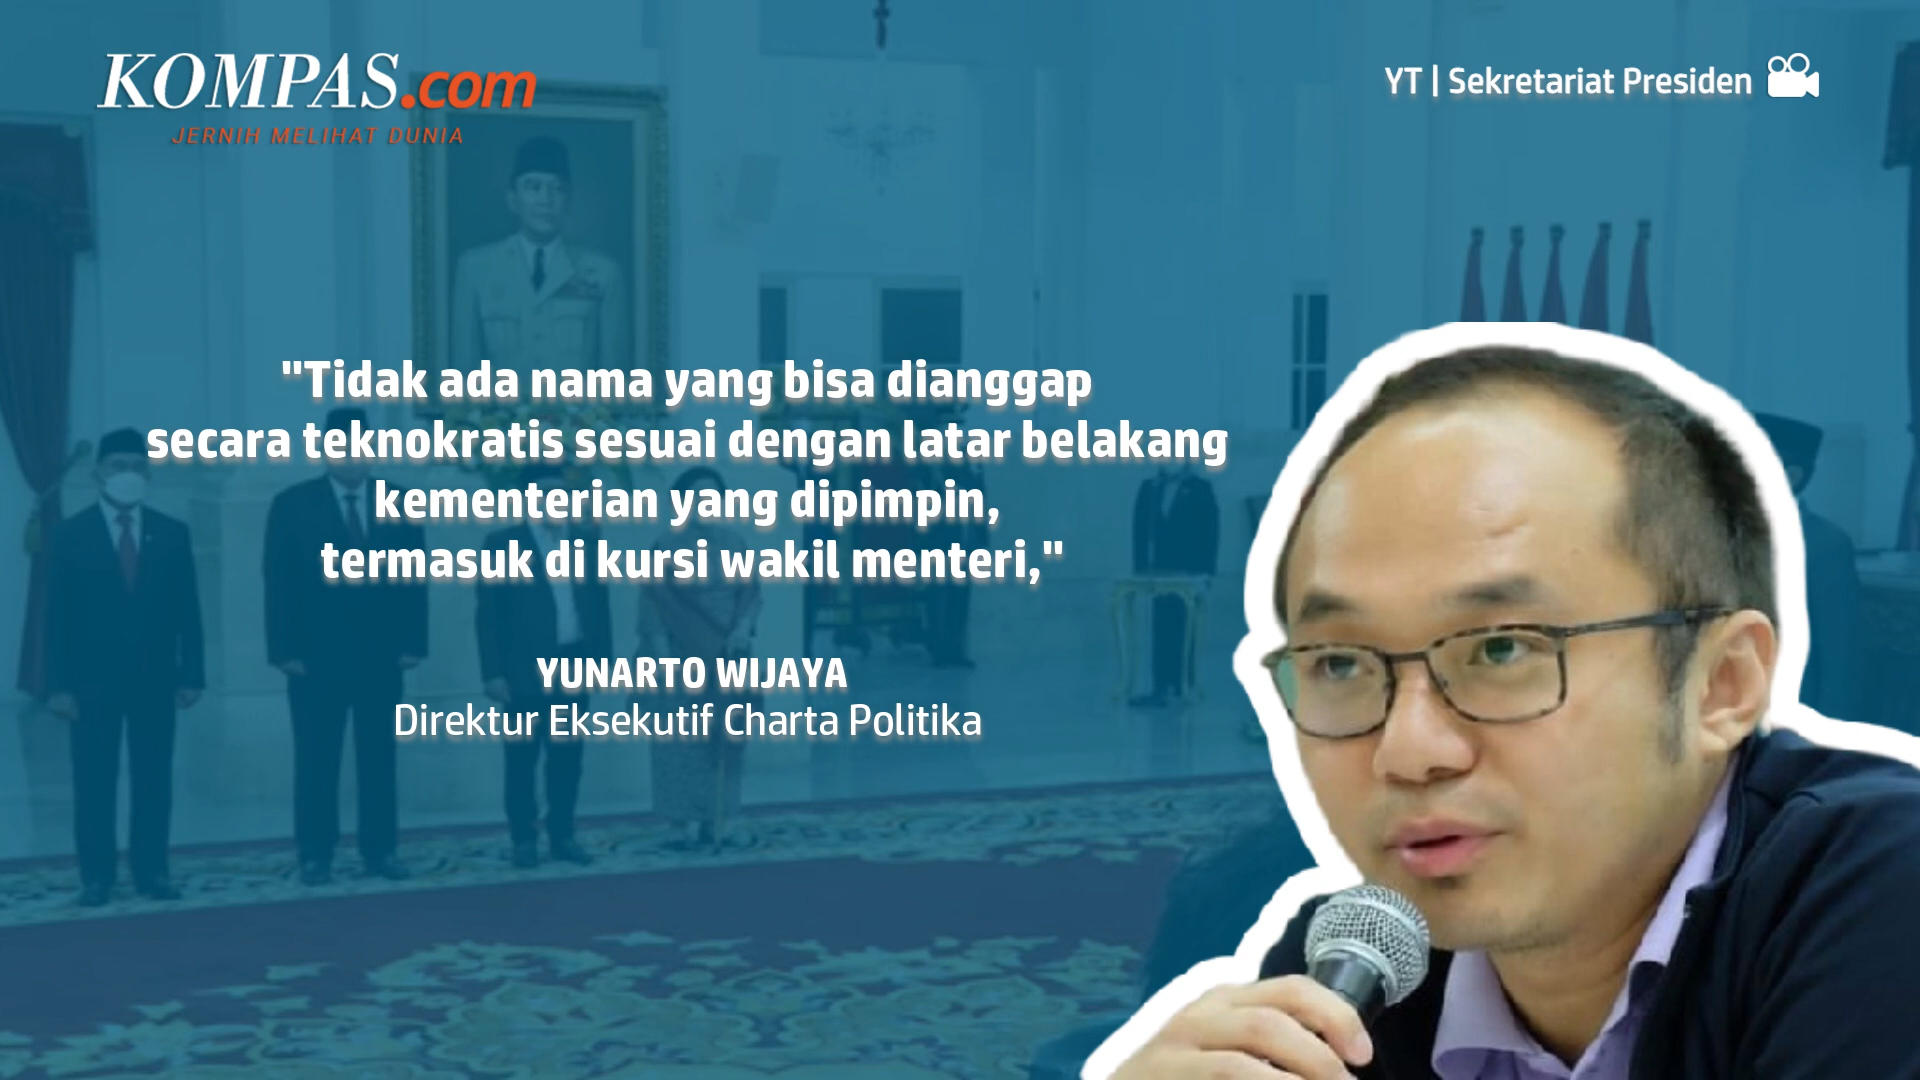 KOMPAS.com
JERNIH MELIHAT DUNIA
YT | Sekretariat Presiden
"Tidak ada nama yang bisa dianggap
secara teknokratis sesuai dengan latar belakang
kementerian yang dipimpin,
termasuk di kursi wakil menteri,"
YUNARTO WIJAYA
Direktur Eksekutif Charta Politika